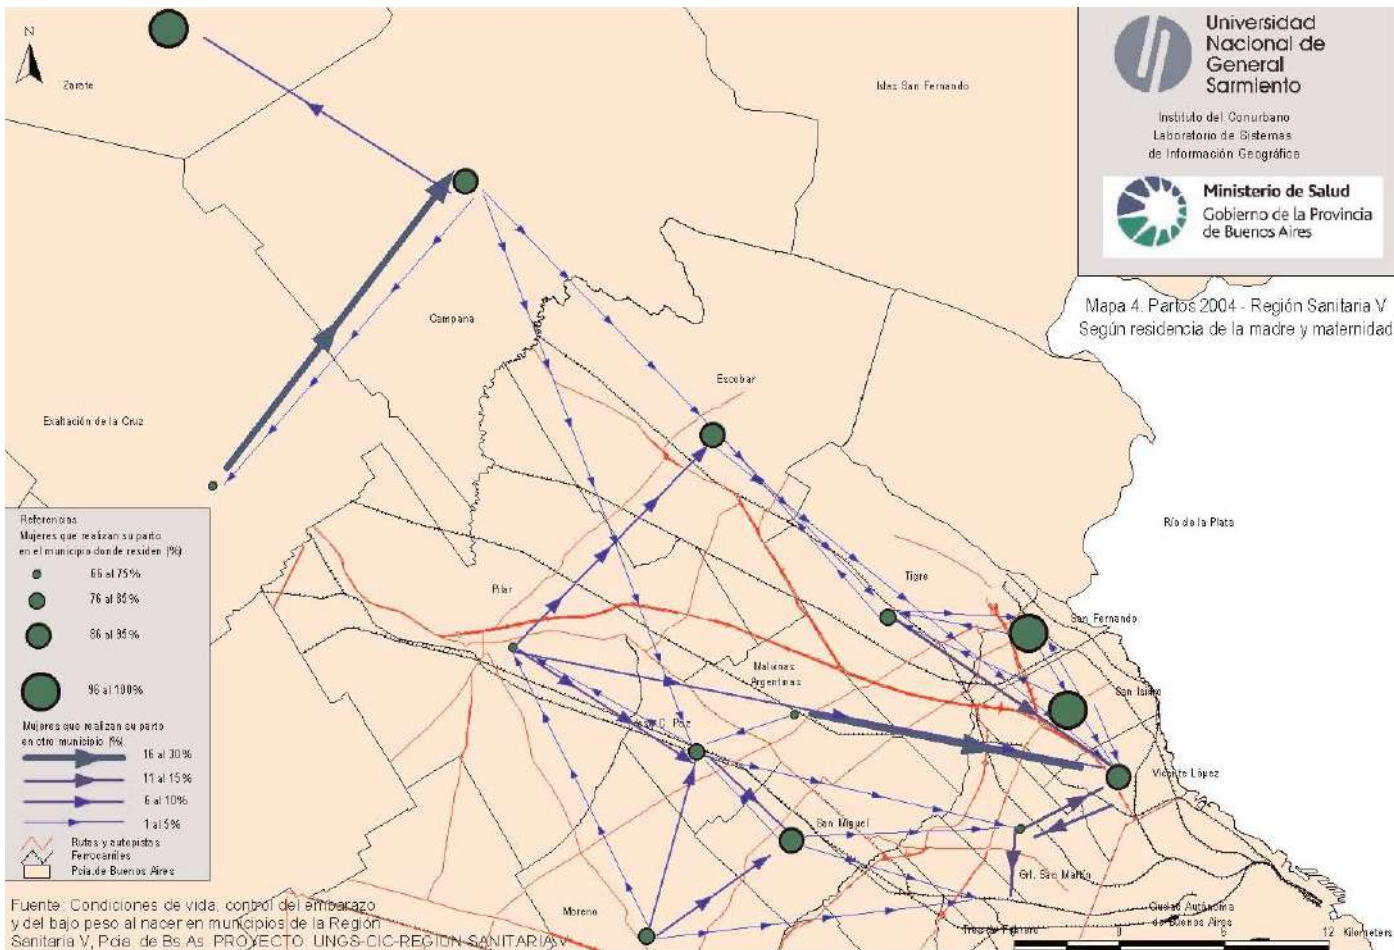 N
Zarate
Islas San Fernando
Universidad
Nacional de
General
Sarmiento
Instituto del Conurbano
Laboratorio de Sistemas
de Información Geográfica
Ministerio de Salud
Gobierno de la Provincia
de Buenos Aires
Mapa 4. Partos 2004 - Región Sanitaria V
Según residencia de la madre y maternidad
Campana
Escobar
Exaltación de la Cruz
Río de la Plata
Pilar
Tigre
San Fernando
Malvinas
Argentinas
San Isidro
José C. Paz
Vicente López
San Miguel
Grl. San Martín
Moreno
Ciudad Autónoma
de Buenos Aires
Tres de Febrero
Referencias
Mujeres que realizan su parto
en el municipio donde residen (%)
66 al 75%
76 al 85%
86 al 95%
96 al 100%
Mujeres que realizan su parto
en otro municipio (%)
16 al 30%
11 al 15%
6 al 10%
1 al 5%
Rutas y autopistas
Ferrocarriles
Pcia. de Buenos Aires
Fuente: Condiciones de vida, control del embarazo
y del bajo peso al nacer en municipios de la Región
Sanitaria V, Pcia. de Bs As. PROYECTO UNGS-CIC-REGION SANITARIA V
6
12 Kilometers